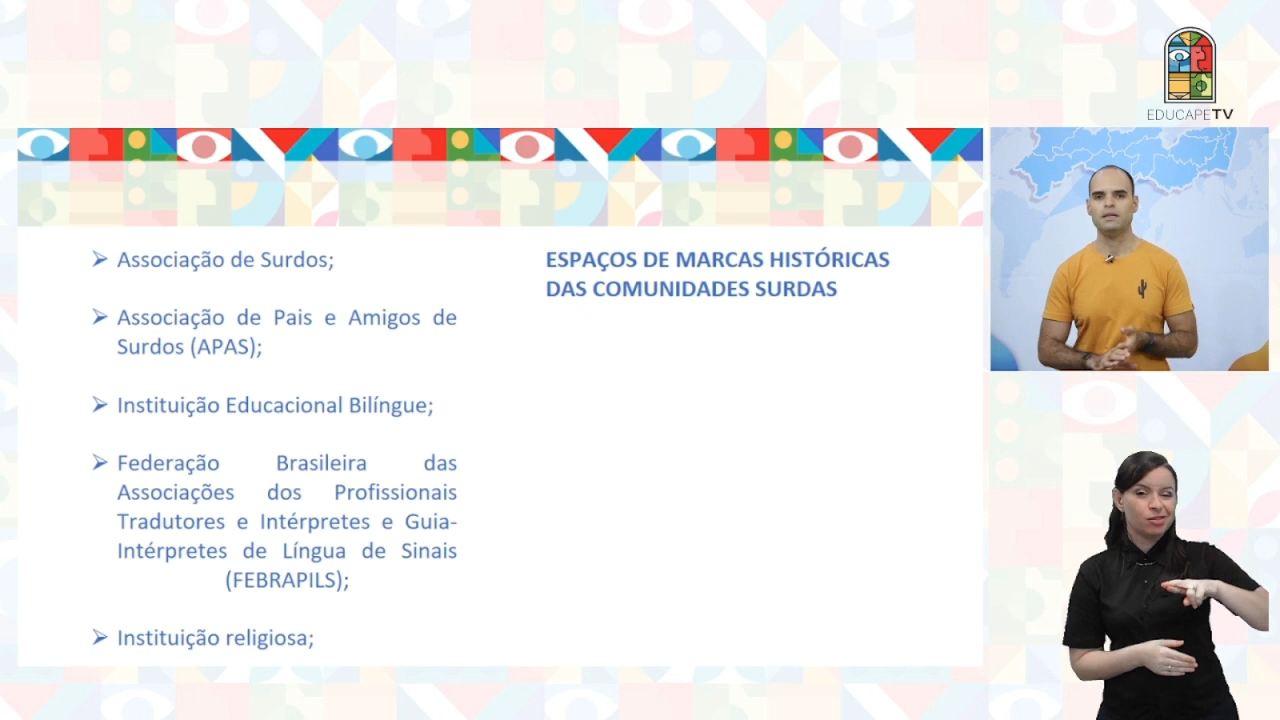 EDUCAPETV
➢ Associação de Surdos;
➢ Associação de Pais e Amigos de
Surdos (APAS);
➢ Instituição Educacional Bilíngue;
➢ Federação Brasileira das
Associações dos Profissionais
Tradutores e Intérpretes e Guia-
Intérpretes de Língua de Sinais
(FEBRAPILS);
➢ Instituição religiosa;
ESPAÇOS DE MARCAS HISTÓRICAS
DAS COMUNIDADES SURDAS